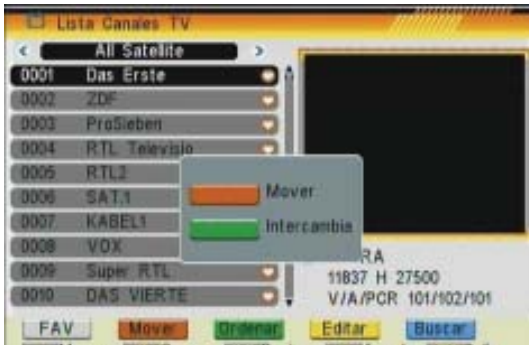 Lista Canales TV
All Satellite
0001 Das Erste
0002 ZDF
0003 ProSieben
0004 RTL Televisio
0005 RTL2
0006 SAT.1
0007 KABEL1
0008 VOX
0009 Super RTL
0010 DAS VIERTE
Mover
Intercambia
RA
11837 H 27500
V/A/PCR 101/102/101
FAV Mover Ordenar Editar Buscar